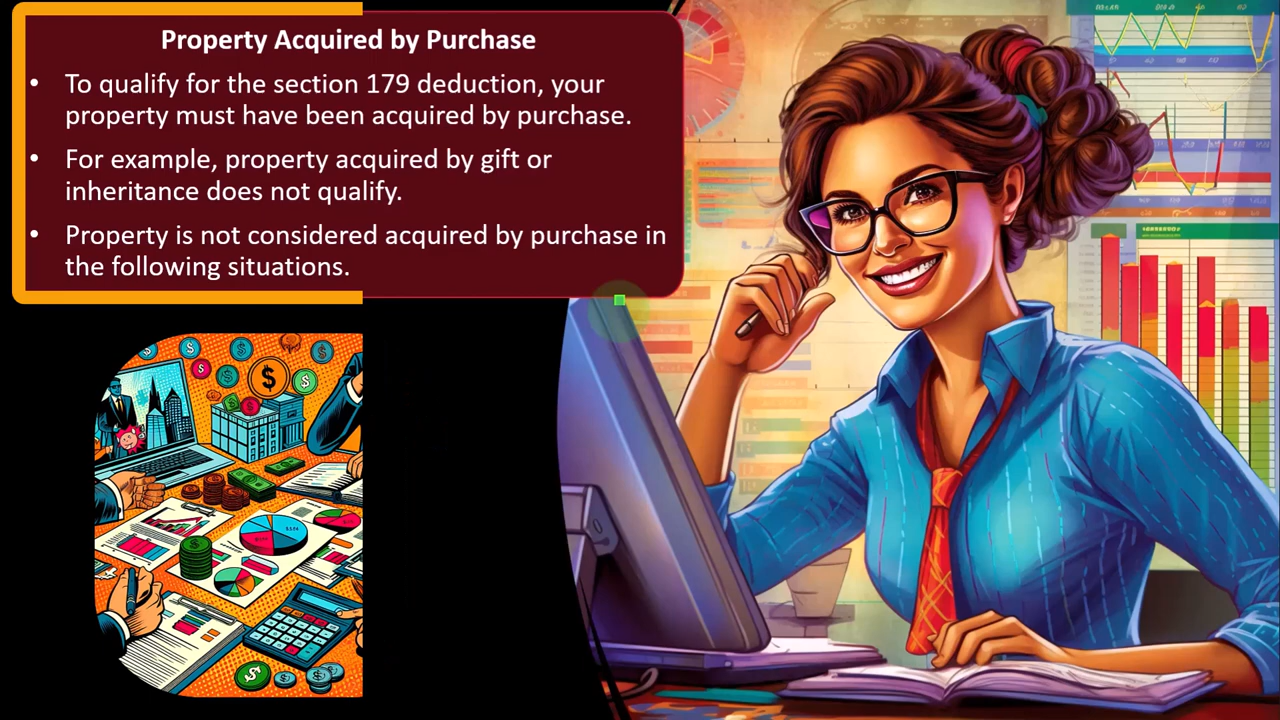 Property Acquired by Purchase
• To qualify for the section 179 deduction, your
property must have been acquired by purchase.
• For example, property acquired by gift or
inheritance does not qualify.
• Property is not considered acquired by purchase in
the following situations.